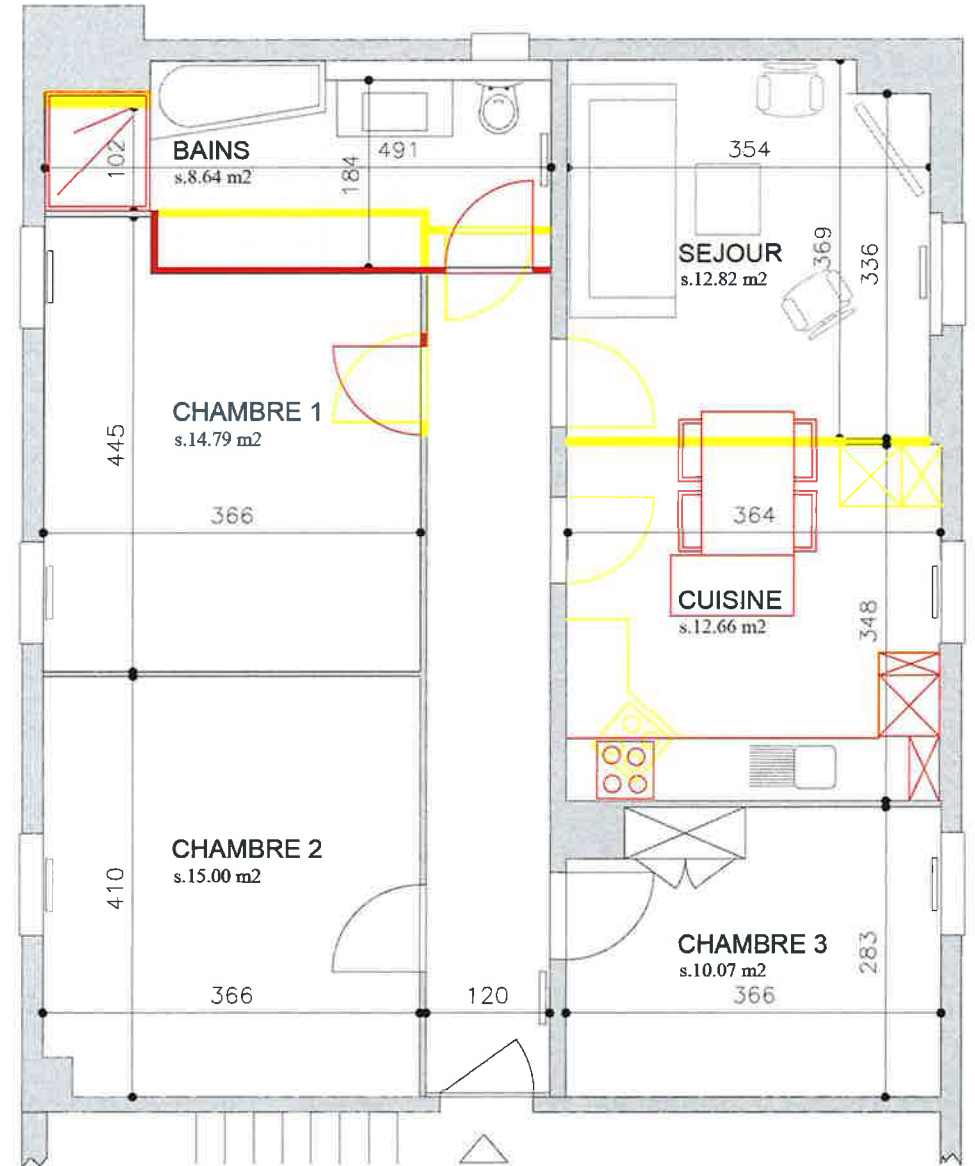 BAINS
s.8.64 m2
102
491
184
354
SEJOUR
s.12.82 m2
369
336
CHAMBRE 1
s.14.79 m2
445
366
364
CUISINE
s.12.66 m2
348
CHAMBRE 2
s.15.00 m2
410
366
120
CHAMBRE 3
s.10.07 m2
283
366